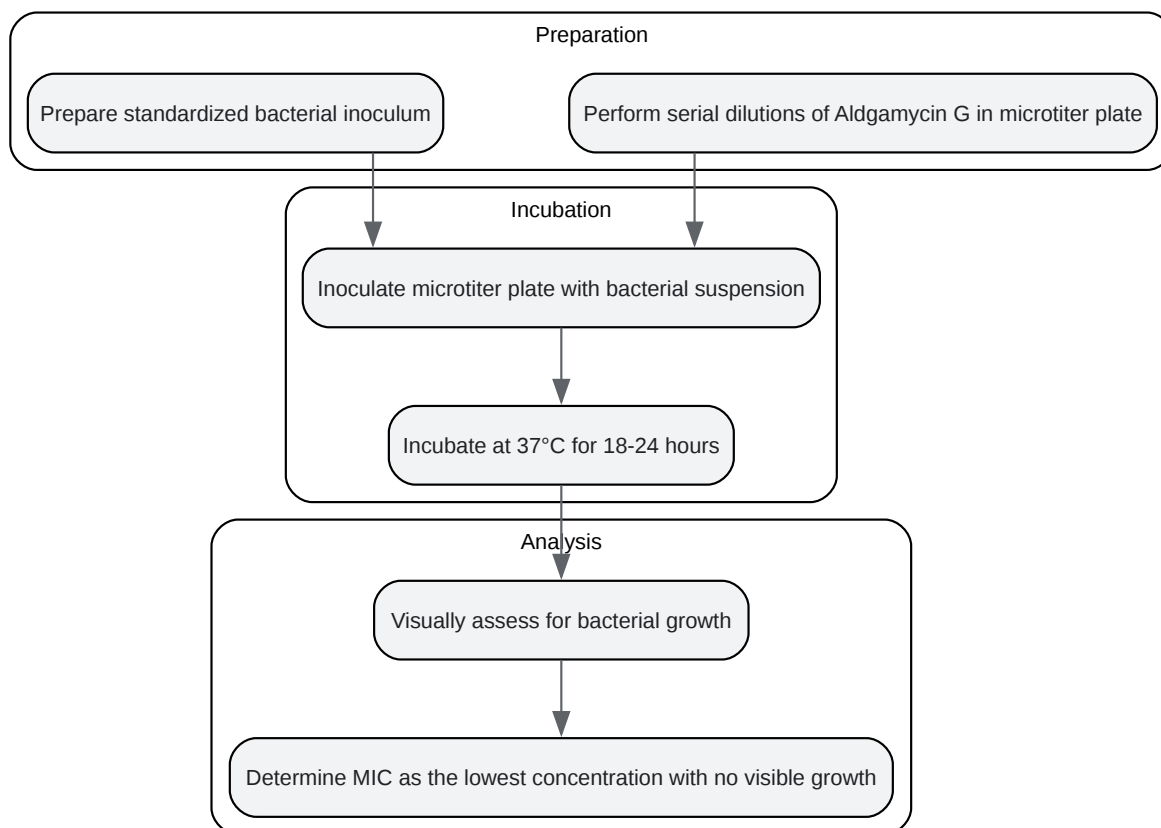 Preparation
Prepare standardized bacterial inoculum
Perform serial dilutions of Aldgamycin G in microtiter plate
Incubation
Inoculate microtiter plate with bacterial suspension
Incubate at 37°C for 18-24 hours
Analysis
Visually assess for bacterial growth
Determine MIC as the lowest concentration with no visible growth